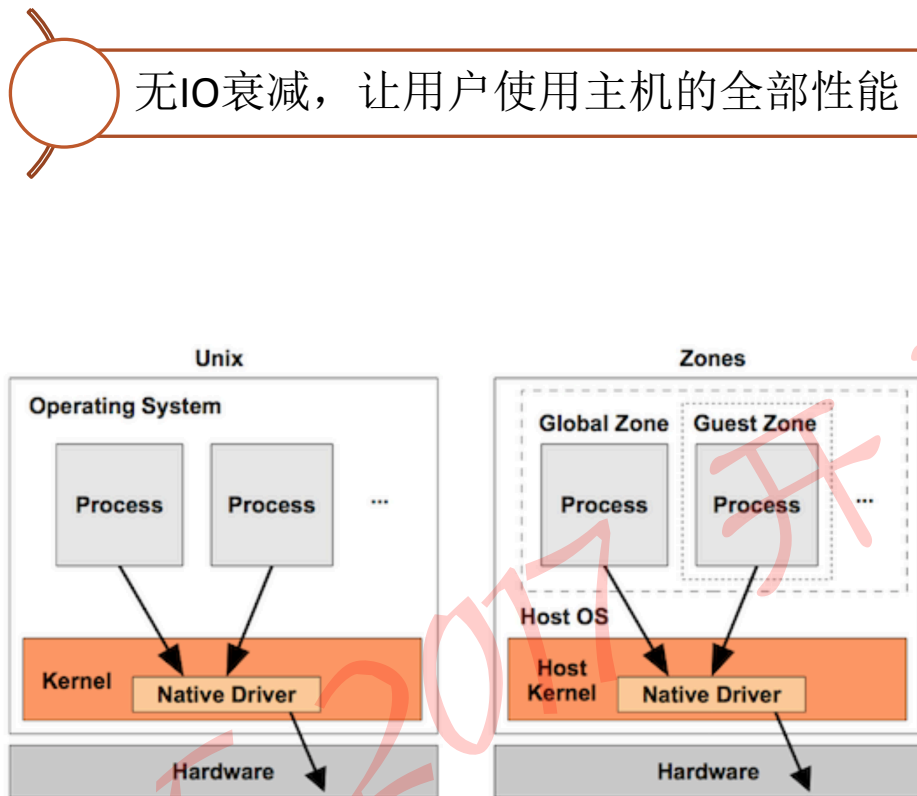 无IO衰减，让用户使用主机的全部性能
Unix
Operating System
Process
Process
...
Kernel
Native Driver
Hardware
Zones
Global Zone
Guest Zone
Process
Process
...
Host OS
Host
Kernel
Native Driver
Hardware
2017 开